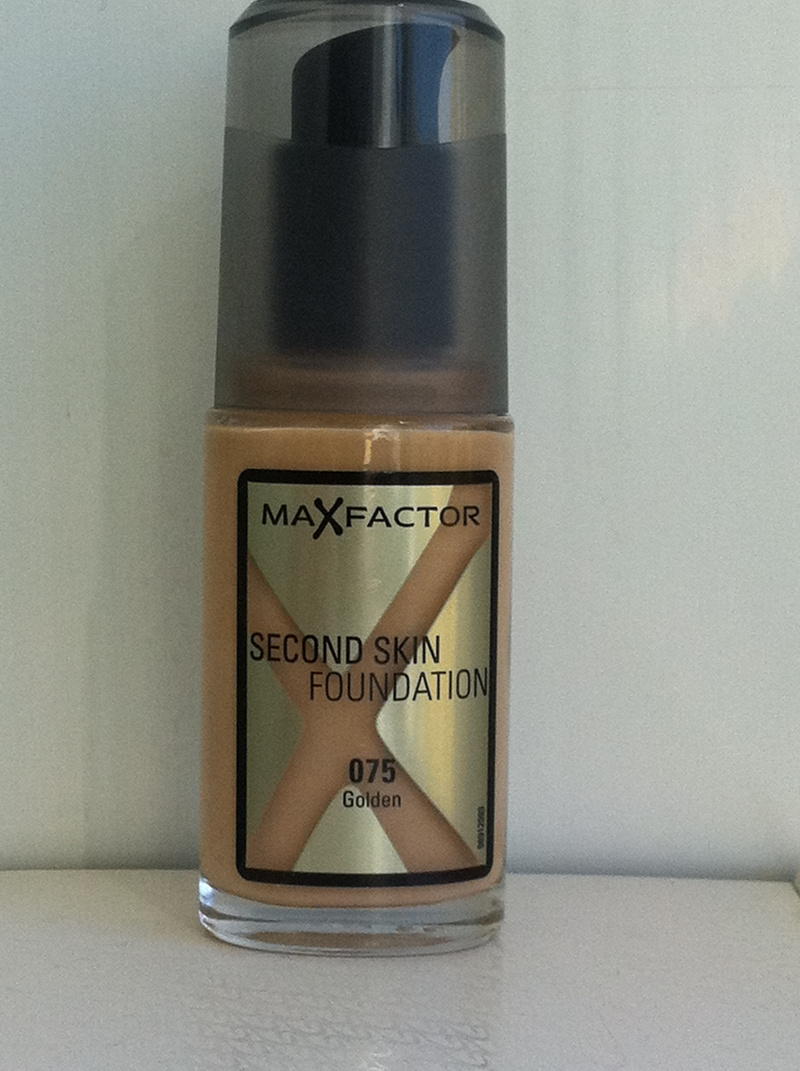 MAXFACTOR
SECOND SKIN
FOUNDATION
075
Golden